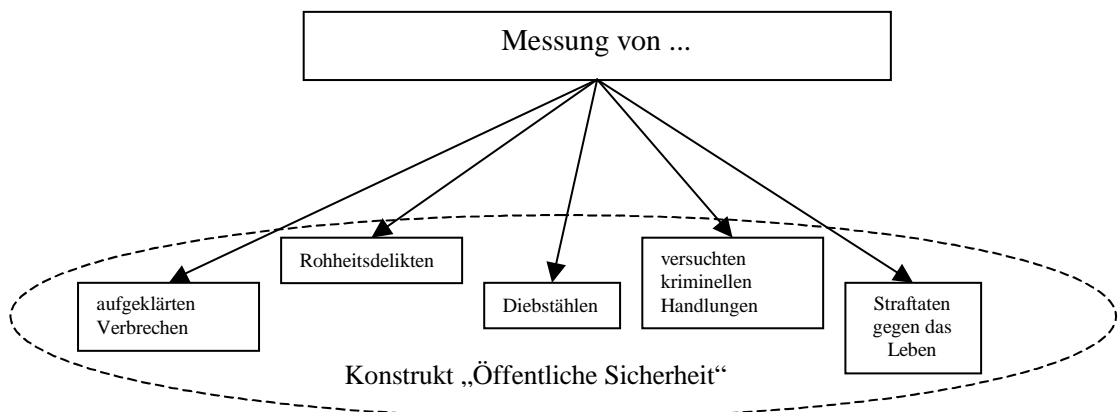 Messung von ...
aufgeklärten
Verbrechen
Rohheitsdelikten
Diebstählen
versuchten
kriminellen
Handlungen
Straftaten
gegen das
Leben
Konstrukt „Öffentliche Sicherheit“